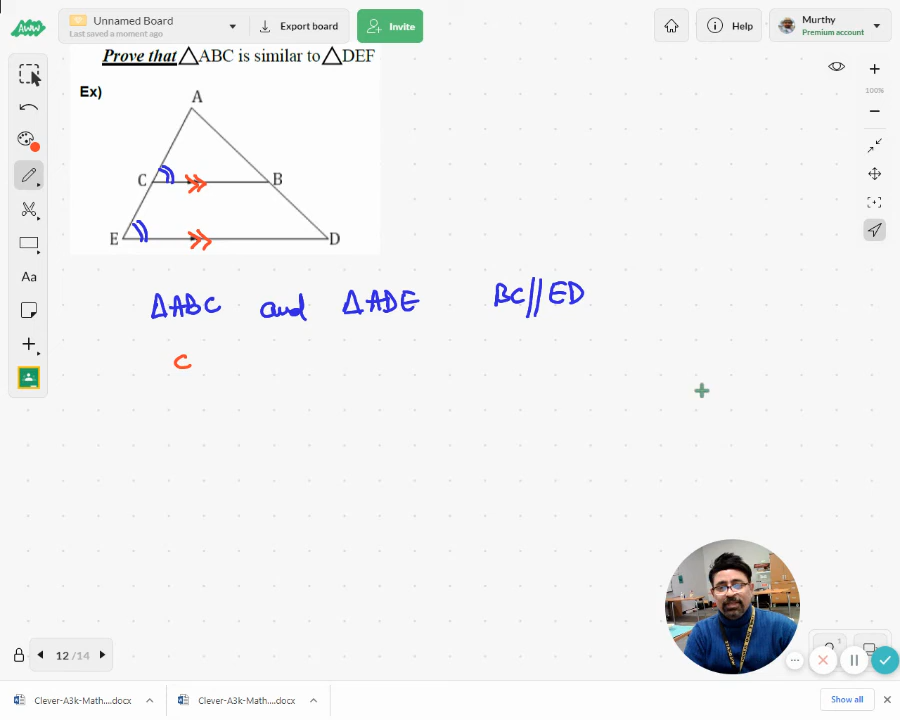 AWW
Unnamed Board
Last saved a moment ago
Export board
Invite
Help
Murthy
Premium account
100%
Prove that △ABC is similar to △DEF
Ex)
A
C
B
E
D
ΔABC and ΔADE BC//ED
C
Aa
12 /14
1
Clever-A3k-Math....docx
Clever-A3k-Math....docx
Show all